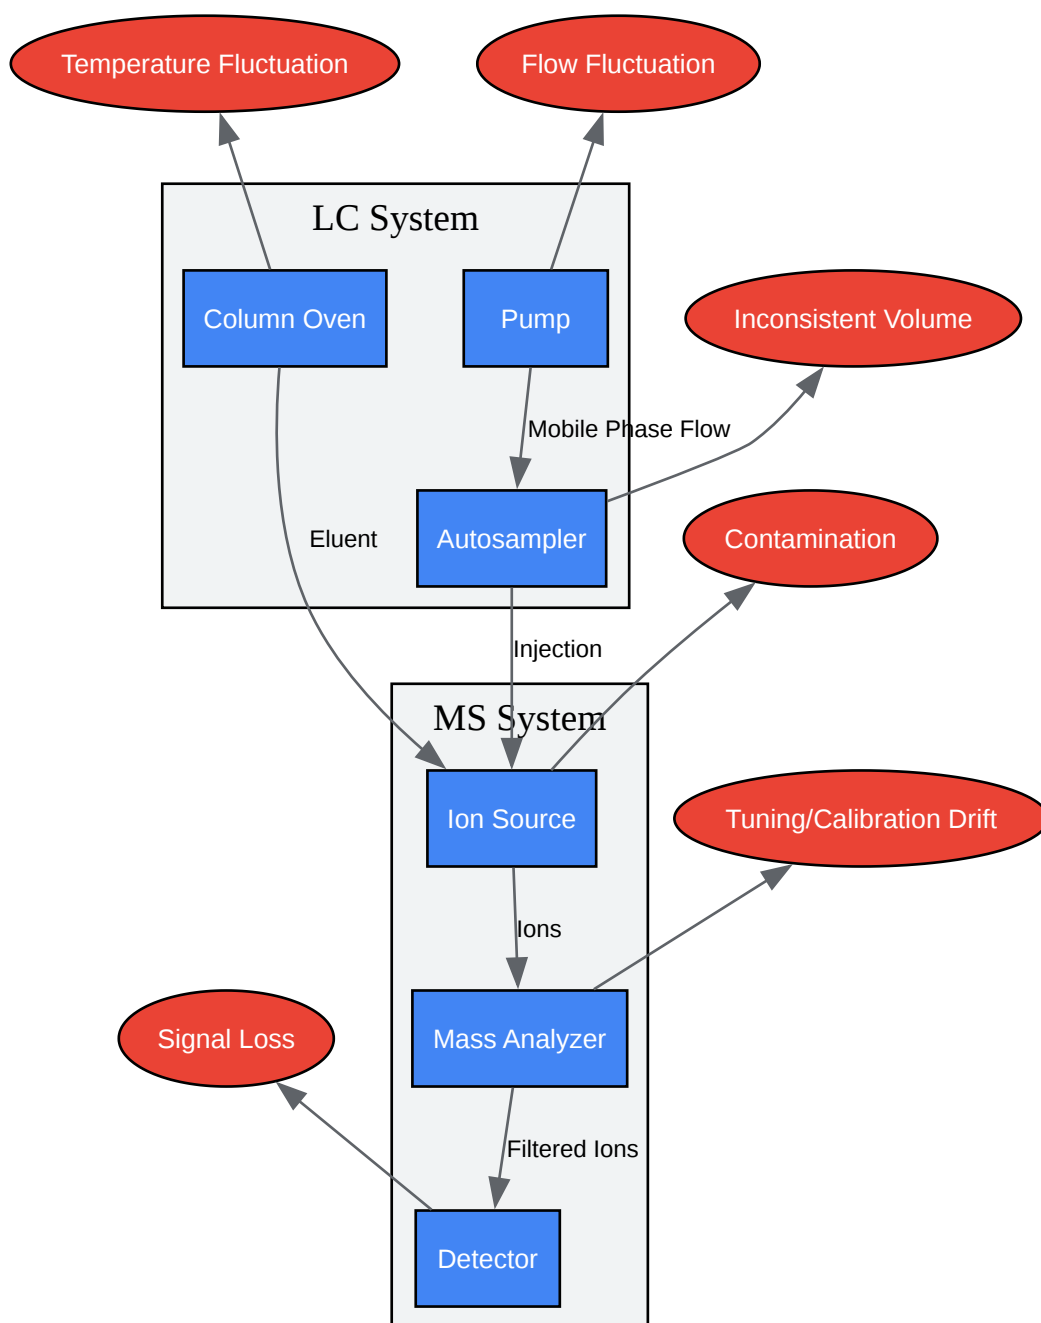 Temperature Fluctuation
Flow Fluctuation
LC System
Column Oven
Pump
Inconsistent Volume
Mobile Phase Flow
Eluent
Autosampler
Contamination
Injection
MS System
Ion Source
Tuning/Calibration Drift
Ions
Signal Loss
Mass Analyzer
Filtered Ions
Detector